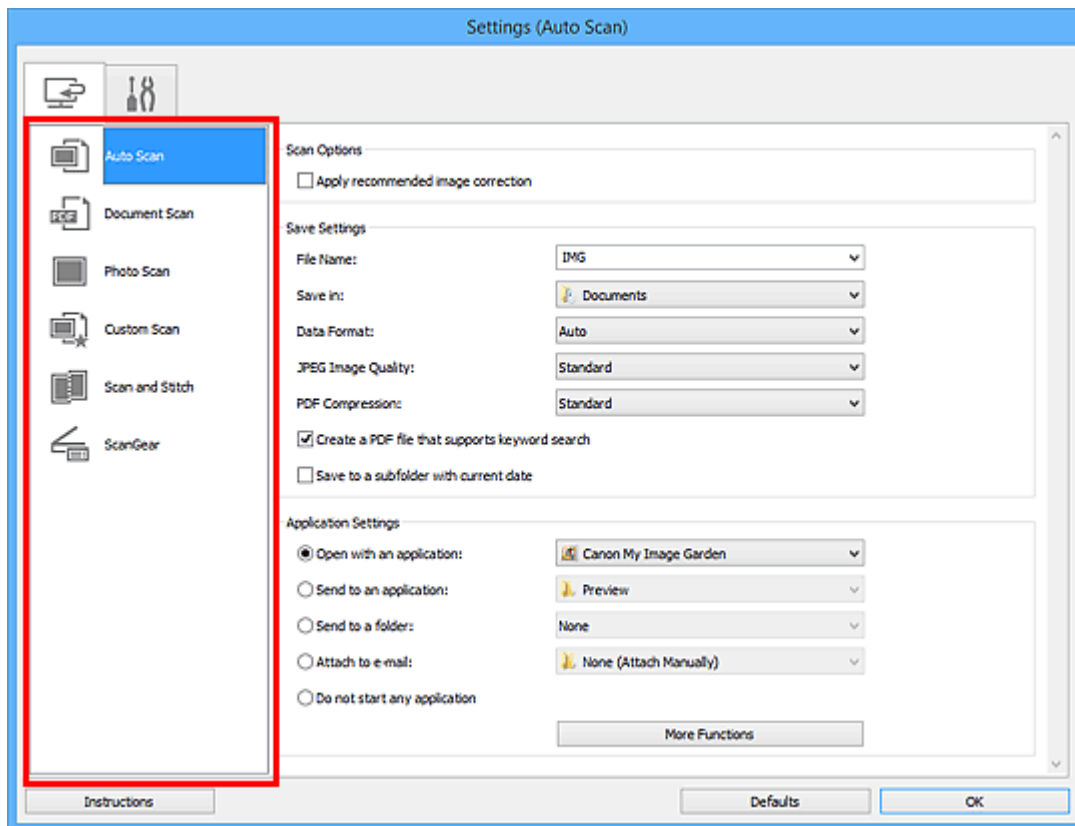 Settings (Auto Scan)
Auto Scan
PDF
Document Scan
Photo Scan
Custom Scan
Scan and Stitch
ScanGear
Scan Options
Apply recommended image correction
Save Settings
File Name: IMG
Save in: Documents
Data Format: Auto
JPEG Image Quality: Standard
PDF Compression: Standard
Create a PDF file that supports keyword search
Save to a subfolder with current date
Application Settings
Open with an application: Canon My Image Garden
Send to an application: Preview
Send to a folder: None
Attach to e-mail: None (Attach Manually)
Do not start any application
More Functions
Instructions Defaults OK